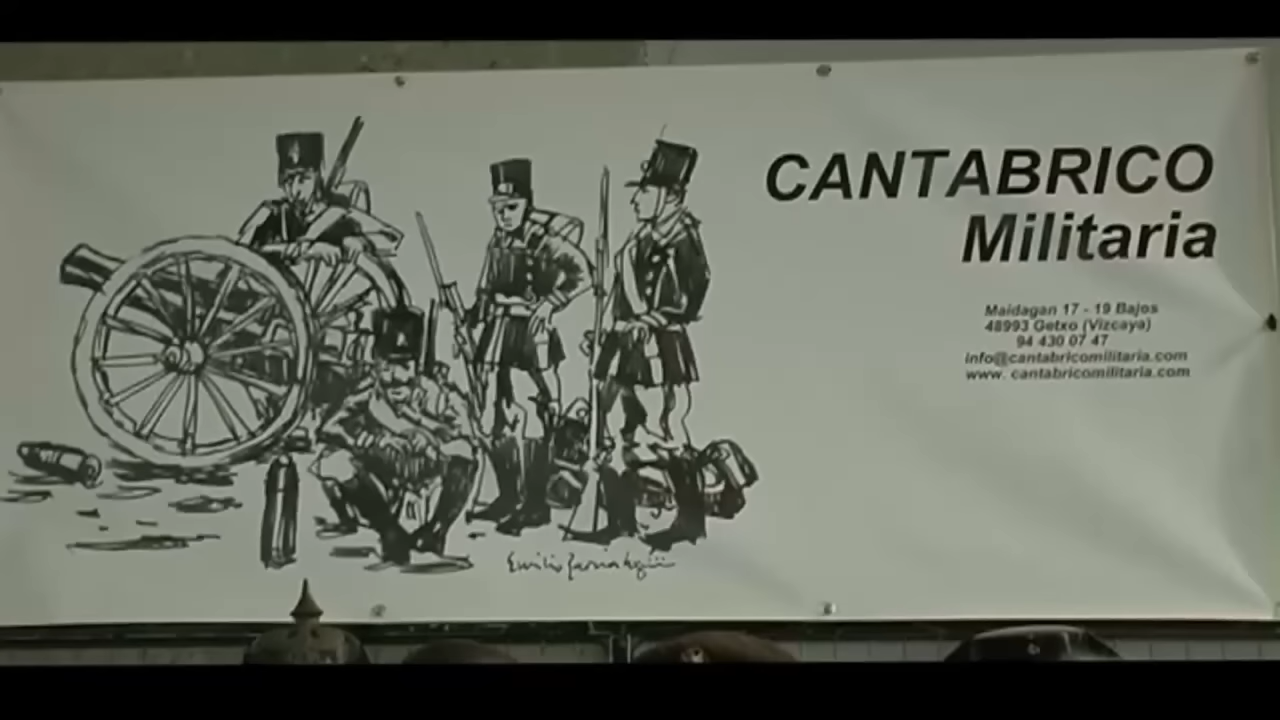 CANTABRICO
Militaria
Maidagan 17 - 19 Bajos
48993 Getxo (Vizcaya)
94 430 07 47
info@cantabricomilitaria.com
www. cantabricomilitaria.com
Emilio